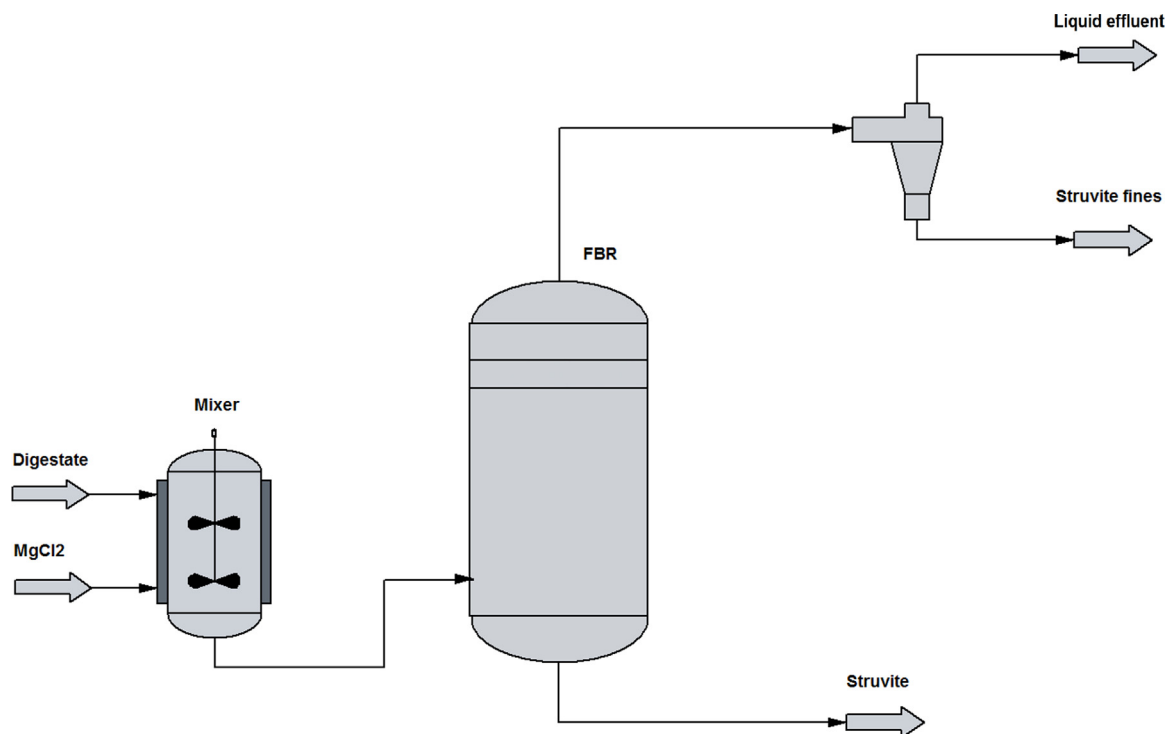 Liquid effluent
Struvite fines
FBR
Mixer
Digestate
MgCl2
Struvite